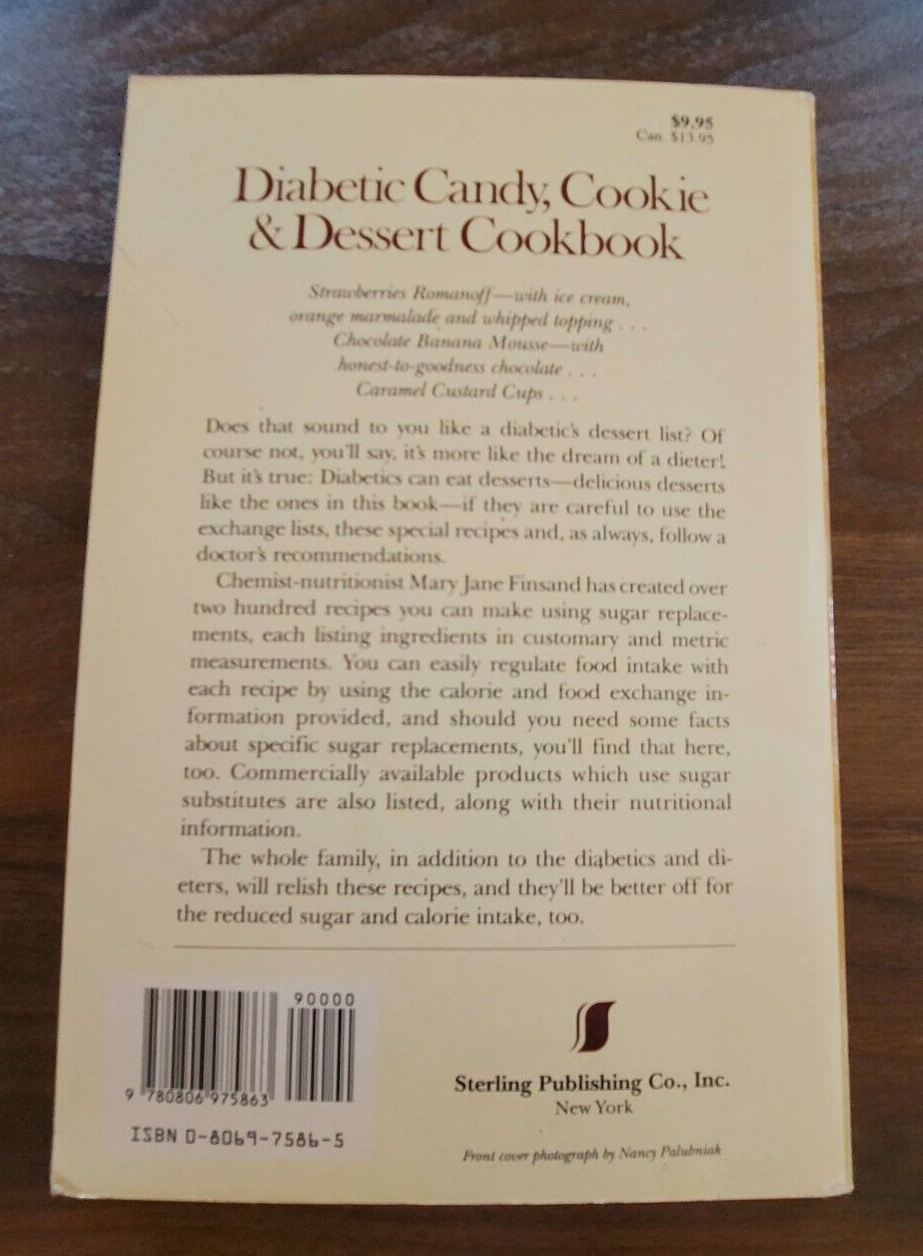 $9.95
Can. $13.95
Diabetic Candy, Cookie
& Dessert Cookbook
Strawberries Romanoff—with ice cream,
orange marmalade and whipped topping . . .
Chocolate Banana Mousse—with
honest-to-goodness chocolate . . .
Caramel Custard Cups . . .
Does that sound to you like a diabetic's dessert list? Of
course not, you'll say, it's more like the dream of a dieter!
But it's true: Diabetics can eat desserts—delicious desserts
like the ones in this book—if they are careful to use the
exchange lists, these special recipes and, as always, follow a
doctor's recommendations.
Chemist-nutritionist Mary Jane Finsand has created over
two hundred recipes you can make using sugar replace-
ments, each listing ingredients in customary and metric
measurements. You can easily regulate food intake with
each recipe by using the calorie and food exchange in-
formation provided, and should you need some facts
about specific sugar replacements, you'll find that here,
too. Commercially available products which use sugar
substitutes are also listed, along with their nutritional
information.
The whole family, in addition to the diabetics and di-
eters, will relish these recipes, and they'll be better off for
the reduced sugar and calorie intake, too.
90000
9 780806 975863
ISBN 0-8069-7586-5
Sterling Publishing Co., Inc.
New York
Front cover photograph by Nancy Palubniak